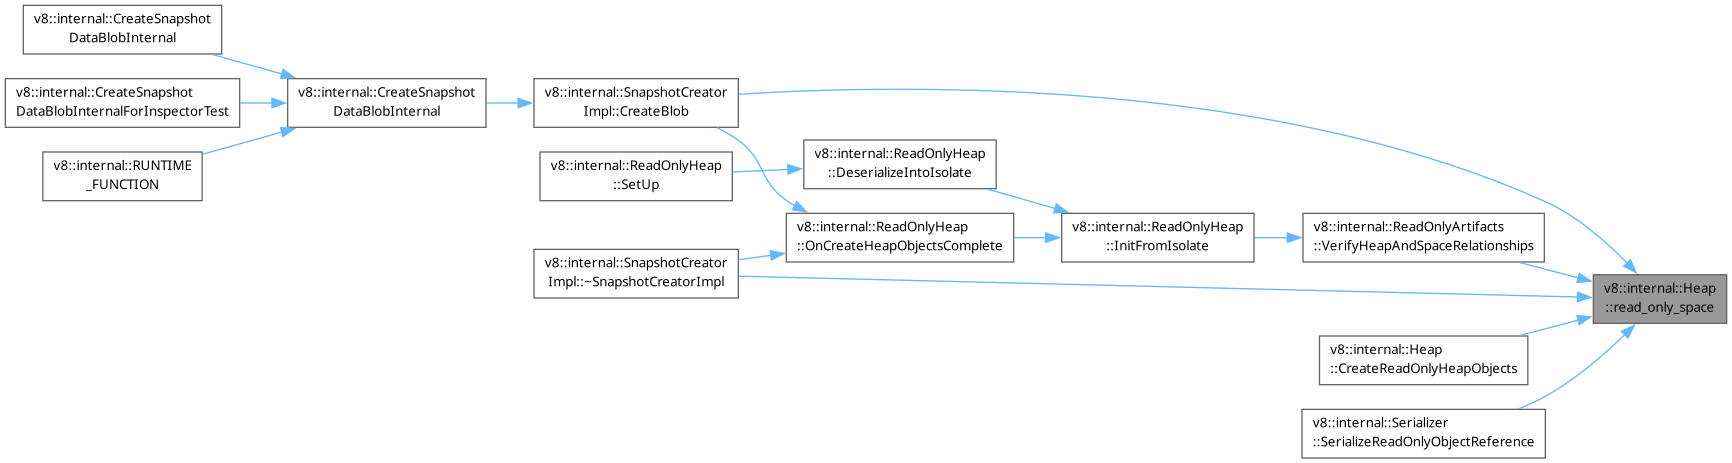 v8::internal::CreateSnapshot
DataBlobInternal
v8::internal::CreateSnapshot
DataBlobInternalForInspectorTest
v8::internal::RUNTIME
_FUNCTION
v8::internal::CreateSnapshot
DataBlobInternal
v8::internal::SnapshotCreator
Impl::CreateBlob
v8::internal::ReadOnlyHeap
::SetUp
v8::internal::SnapshotCreator
Impl::~SnapshotCreatorImpl
v8::internal::ReadOnlyHeap
::DeserializeIntoIsolate
v8::internal::ReadOnlyHeap
::OnCreateHeapObjectsComplete
v8::internal::ReadOnlyHeap
::InitFromIsolate
v8::internal::ReadOnlyArtifacts
::VerifyHeapAndSpaceRelationships
v8::internal::Heap
::CreateReadOnlyHeapObjects
v8::internal::Serializer
::SerializeReadOnlyObjectReference
v8::internal::Heap
::read_only_space